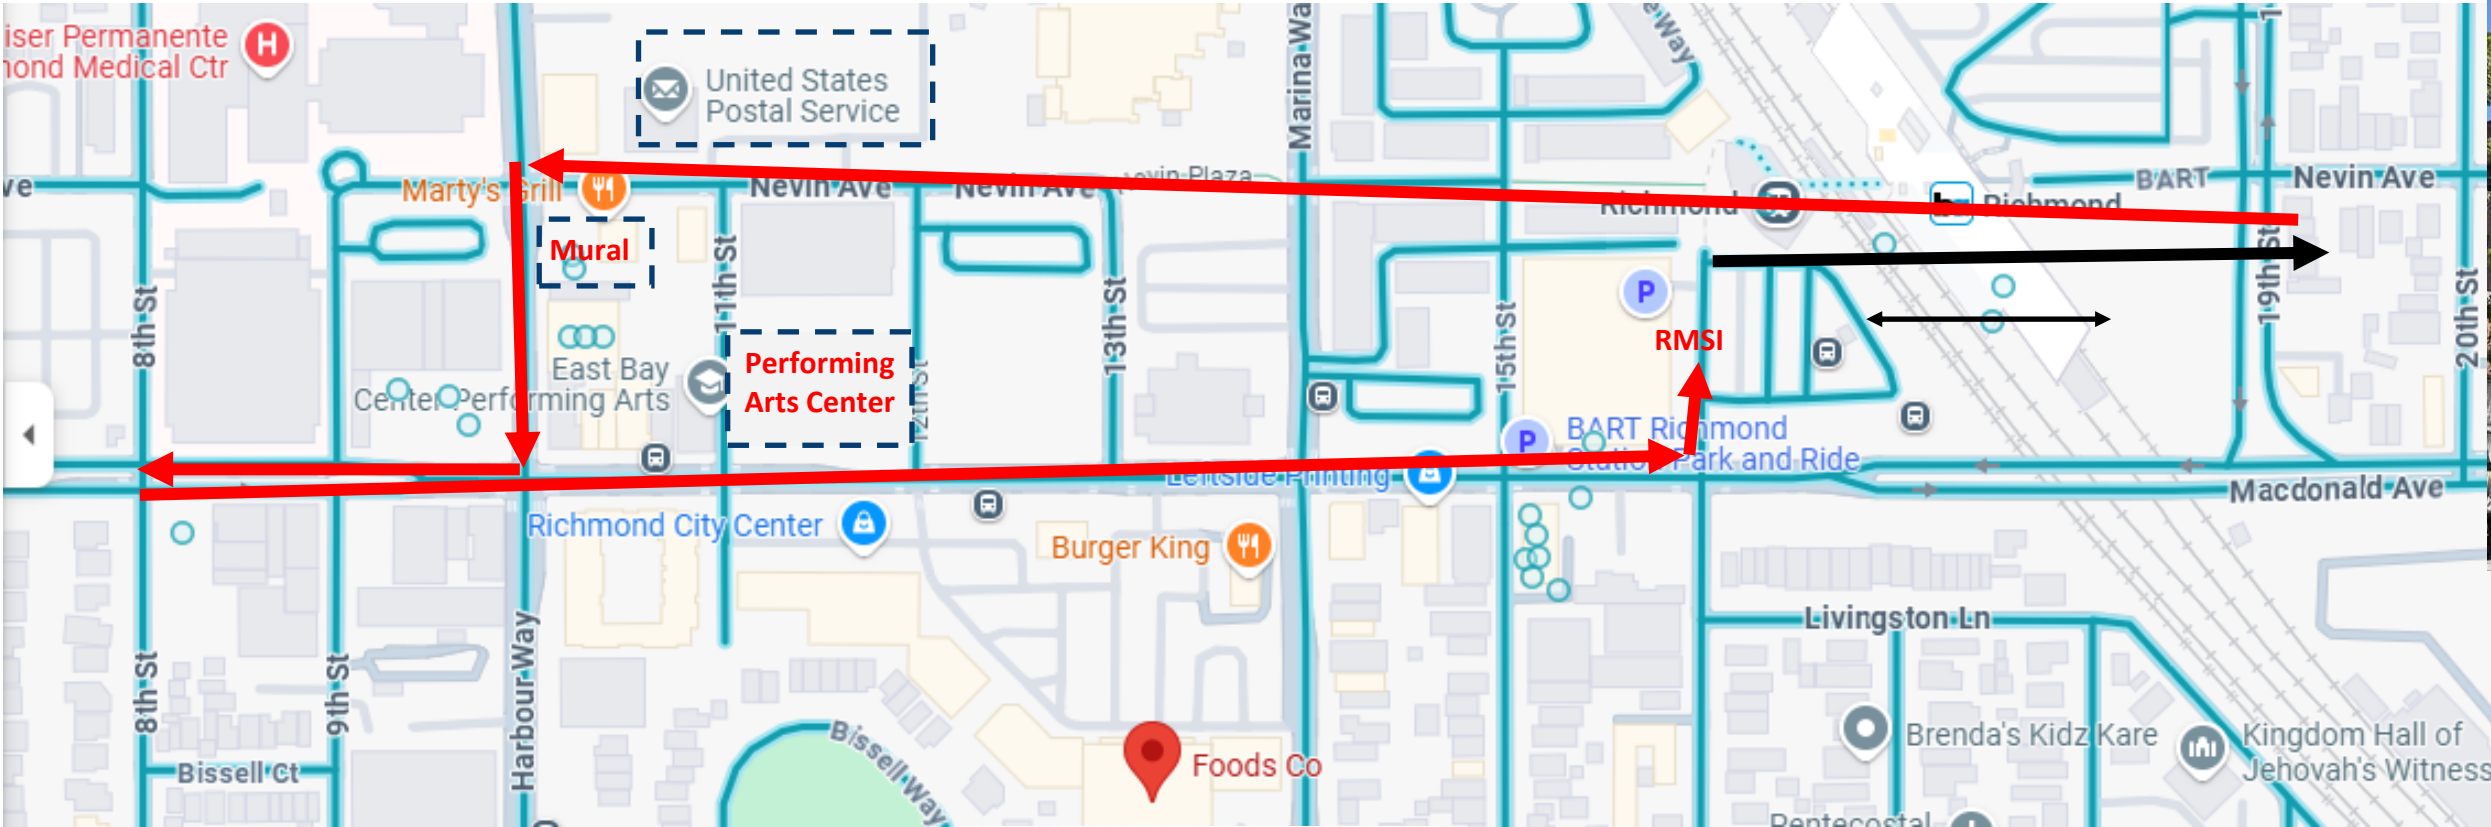 iser Permanente
mond Medical Ctr
United States
Postal Service
Marina Wa
e Way
ve
Marty's Grill
Nevin Ave
Nevin Ave
Nevin Plaza
Richmond
Richmond
BART
Nevin Ave
Mural
8th St
11th St
13th St
15th St
19th St
20th St
P
RMSI
East Bay
Center Performing Arts
Performing
Arts Center
12th St
P
BART Richmond
Station Park and Ride
Leftside Printing
Macdonald Ave
Richmond City Center
Burger King
Livingston Ln
8th St
9th St
Harbour Way
Bissell Ct
Bissell Way
Foods Co
Brenda's Kidz Kare
Kingdom Hall of
Jehovah's Witness
Pentecostal